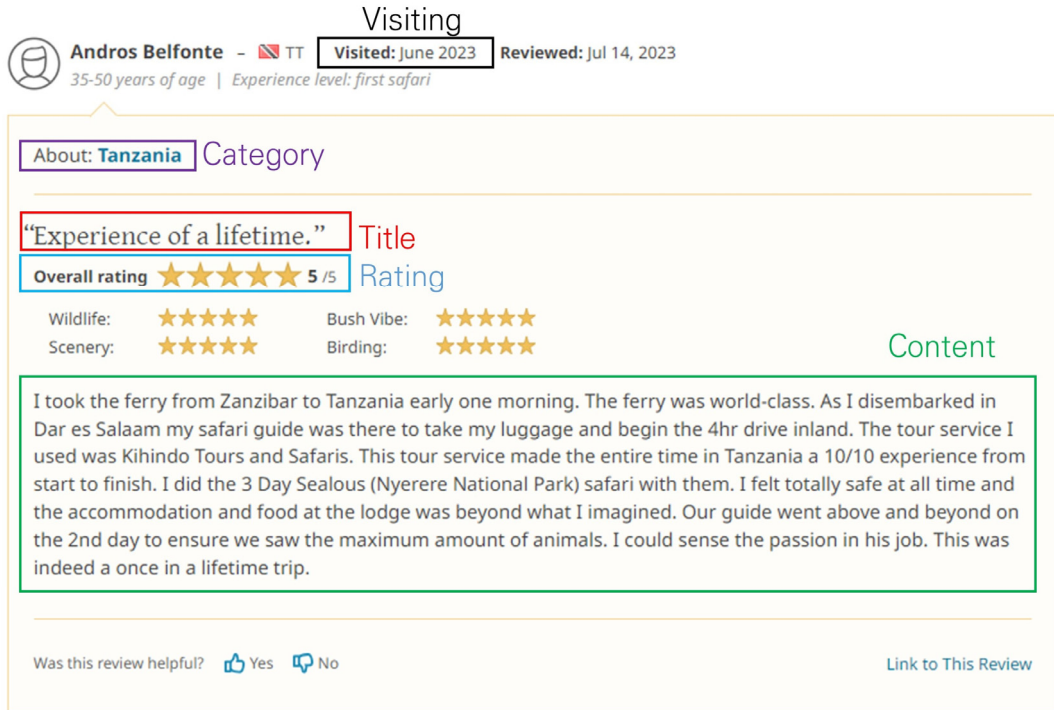 Visiting
Andros Belfonte – TT Visited: June 2023 Reviewed: Jul 14, 2023
35-50 years of age | Experience level: first safari
About: Tanzania Category
“Experience of a lifetime.” Title
Overall rating 5 /5 Rating
Wildlife: Bush Vibe:
Scenery: Birding:
Content
I took the ferry from Zanzibar to Tanzania early one morning. The ferry was world-class. As I disembarked in
Dar es Salaam my safari guide was there to take my luggage and begin the 4hr drive inland. The tour service I
used was Kihindo Tours and Safaris. This tour service made the entire time in Tanzania a 10/10 experience from
start to finish. I did the 3 Day Sealous (Nyerere National Park) safari with them. I felt totally safe at all time and
the accommodation and food at the lodge was beyond what I imagined. Our guide went above and beyond on
the 2nd day to ensure we saw the maximum amount of animals. I could sense the passion in his job. This was
indeed a once in a lifetime trip.
Was this review helpful? Yes No Link to This Review